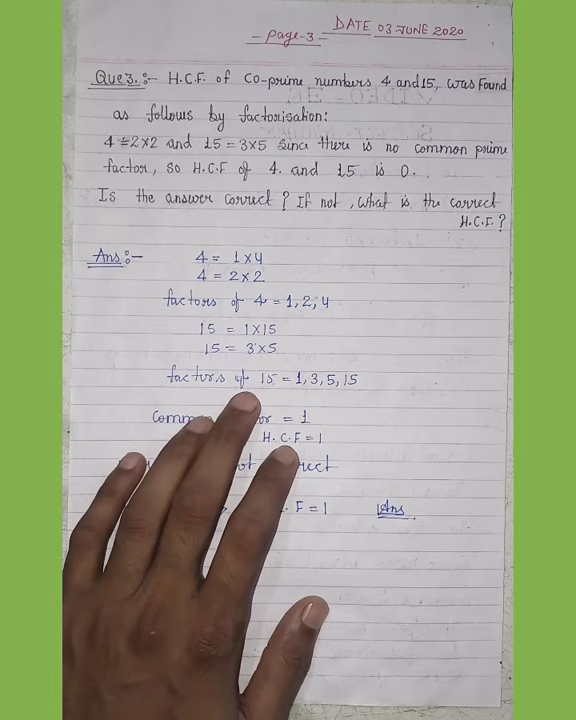 DATE 03 JUNE 2020
- Page-3 -
Que3.:- H.C.F. of Co-prime numbers 4 and 15, was found
as follows by factorisation:
4 = 2×2 and 15 = 3×5 since there is no common prime
factor, so H.C.F of 4. and 15 is 0.
Is the answer correct? If not, what is the correct
H.C.F.?
Ans:-
4 = 1×4
4 = 2×2
factors of 4 = 1, 2, 4
15 = 1×15
15 = 3×5
factors of 15 = 1, 3, 5, 15
= 1
H.C.F = 1
F = 1 Ans